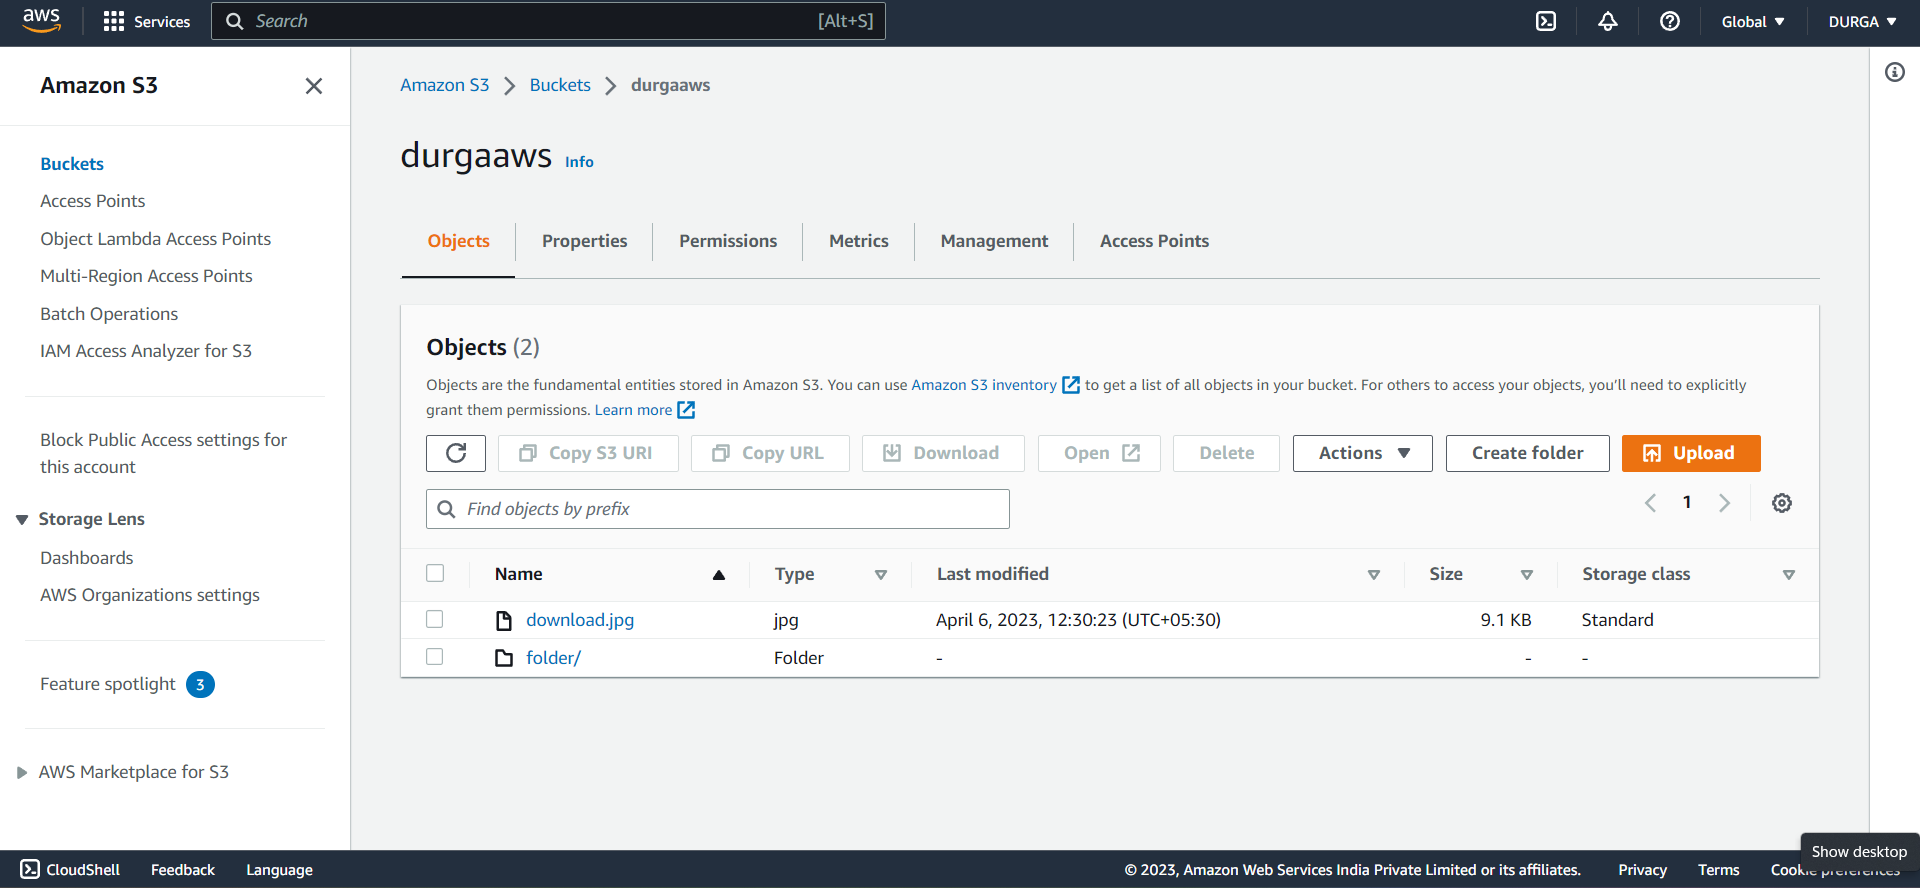 aws
Services
Search [Alt+S]
Global
DURGA
Amazon S3
Buckets
Access Points
Object Lambda Access Points
Multi-Region Access Points
Batch Operations
IAM Access Analyzer for S3
Block Public Access settings for
this account
Storage Lens
Dashboards
AWS Organizations settings
Feature spotlight 3
AWS Marketplace for S3
Amazon S3 Buckets durgaaws
durgaaws Info
Objects Properties Permissions Metrics Management Access Points
Objects (2)
Objects are the fundamental entities stored in Amazon S3. You can use Amazon S3 inventory to get a list of all objects in your bucket. For others to access your objects, you'll need to explicitly
grant them permissions. Learn more
Copy S3 URI Copy URL Download Open Delete Actions Create folder Upload
Find objects by prefix
1
Name Type Last modified Size Storage class
download.jpg jpg April 6, 2023, 12:30:23 (UTC+05:30) 9.1 KB Standard
folder/ Folder - - -
Show desktop
CloudShell Feedback Language © 2023, Amazon Web Services India Private Limited or its affiliates. Privacy Terms Cookie preferences